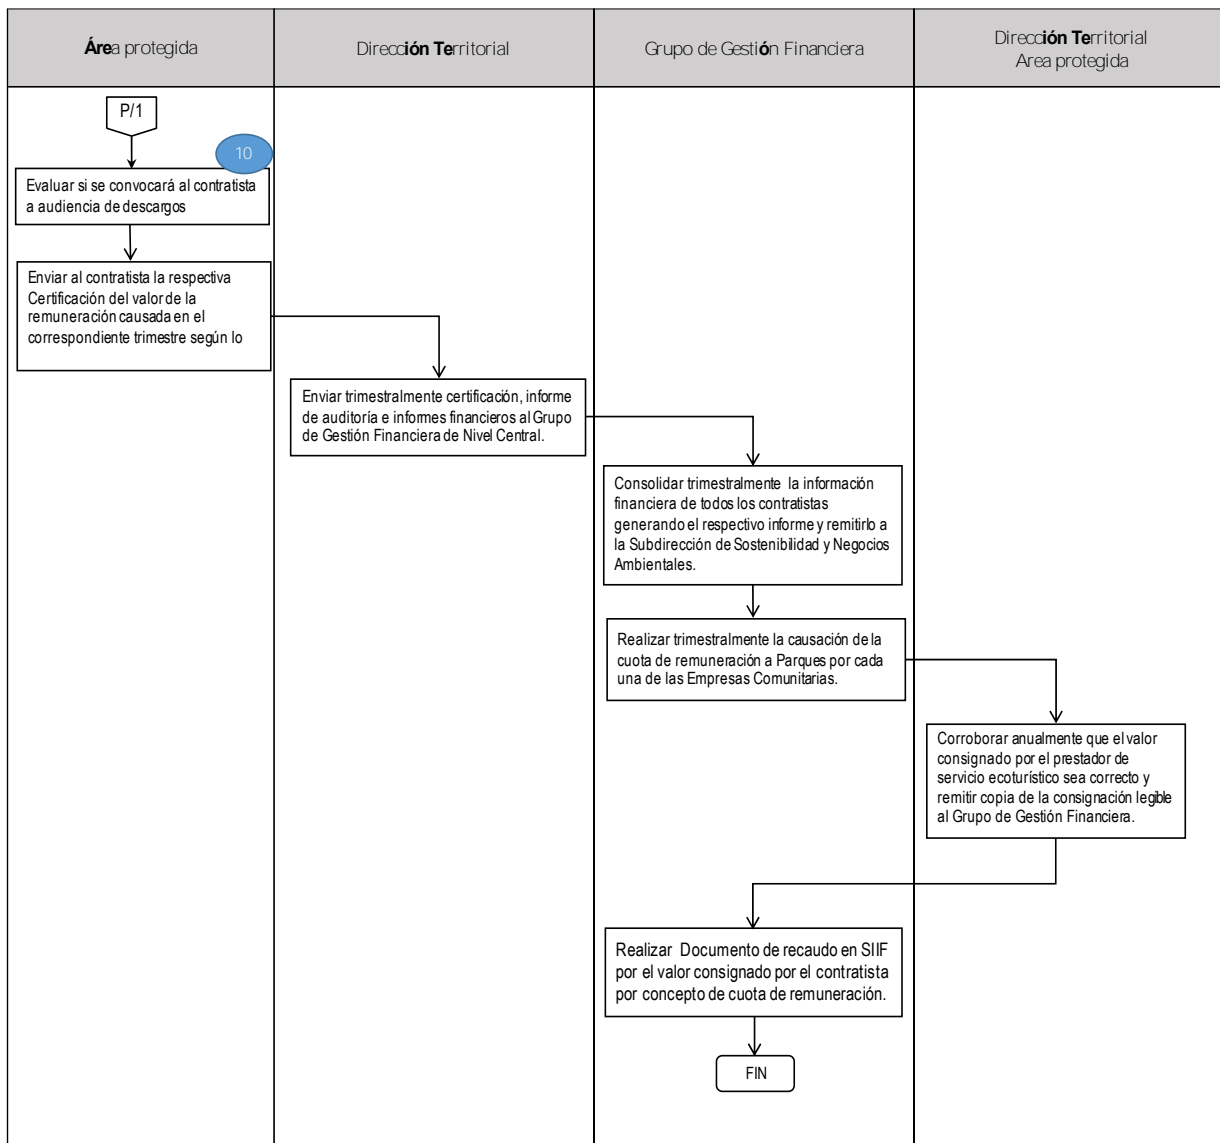 Área protegida
Dirección Territorial
Grupo de Gestión Financiera
Dirección Territorial
Area protegida
P/1
10
Evaluar si se convocará al contratista
a audiencia de descargos
Enviar al contratista la respectiva
Certificación del valor de la
remuneración causada en el
correspondiente trimestre según lo
Enviar trimestralmente certificación, informe
de auditoría e informes financieros al Grupo
de Gestión Financiera de Nivel Central.
Consolidar trimestralmente la información
financiera de todos los contratistas
generando el respectivo informe y remitirlo a
la Subdirección de Sostenibilidad y Negocios
Ambientales.
Realizar trimestralmente la causación de la
cuota de remuneración a Parques por cada
una de las Empresas Comunitarias.
Corroborar anualmente que el valor
consignado por el prestador de
servicio ecoturístico sea correcto y
remitir copia de la consignación legible
al Grupo de Gestión Financiera.
Realizar Documento de recaudo en SIIF
por el valor consignado por el contratista
por concepto de cuota de remuneración.
FIN